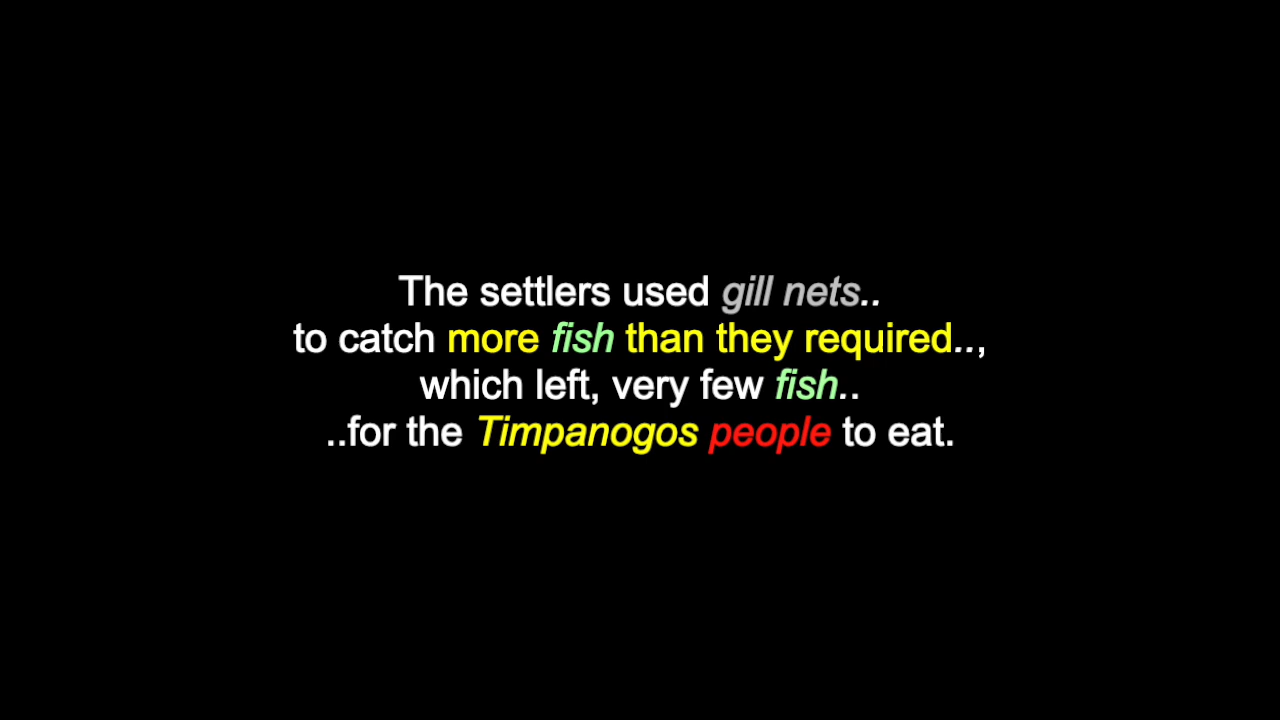 The settlers used gill nets..
to catch more fish than they required..,
which left, very few fish..
..for the Timpanogos people to eat.